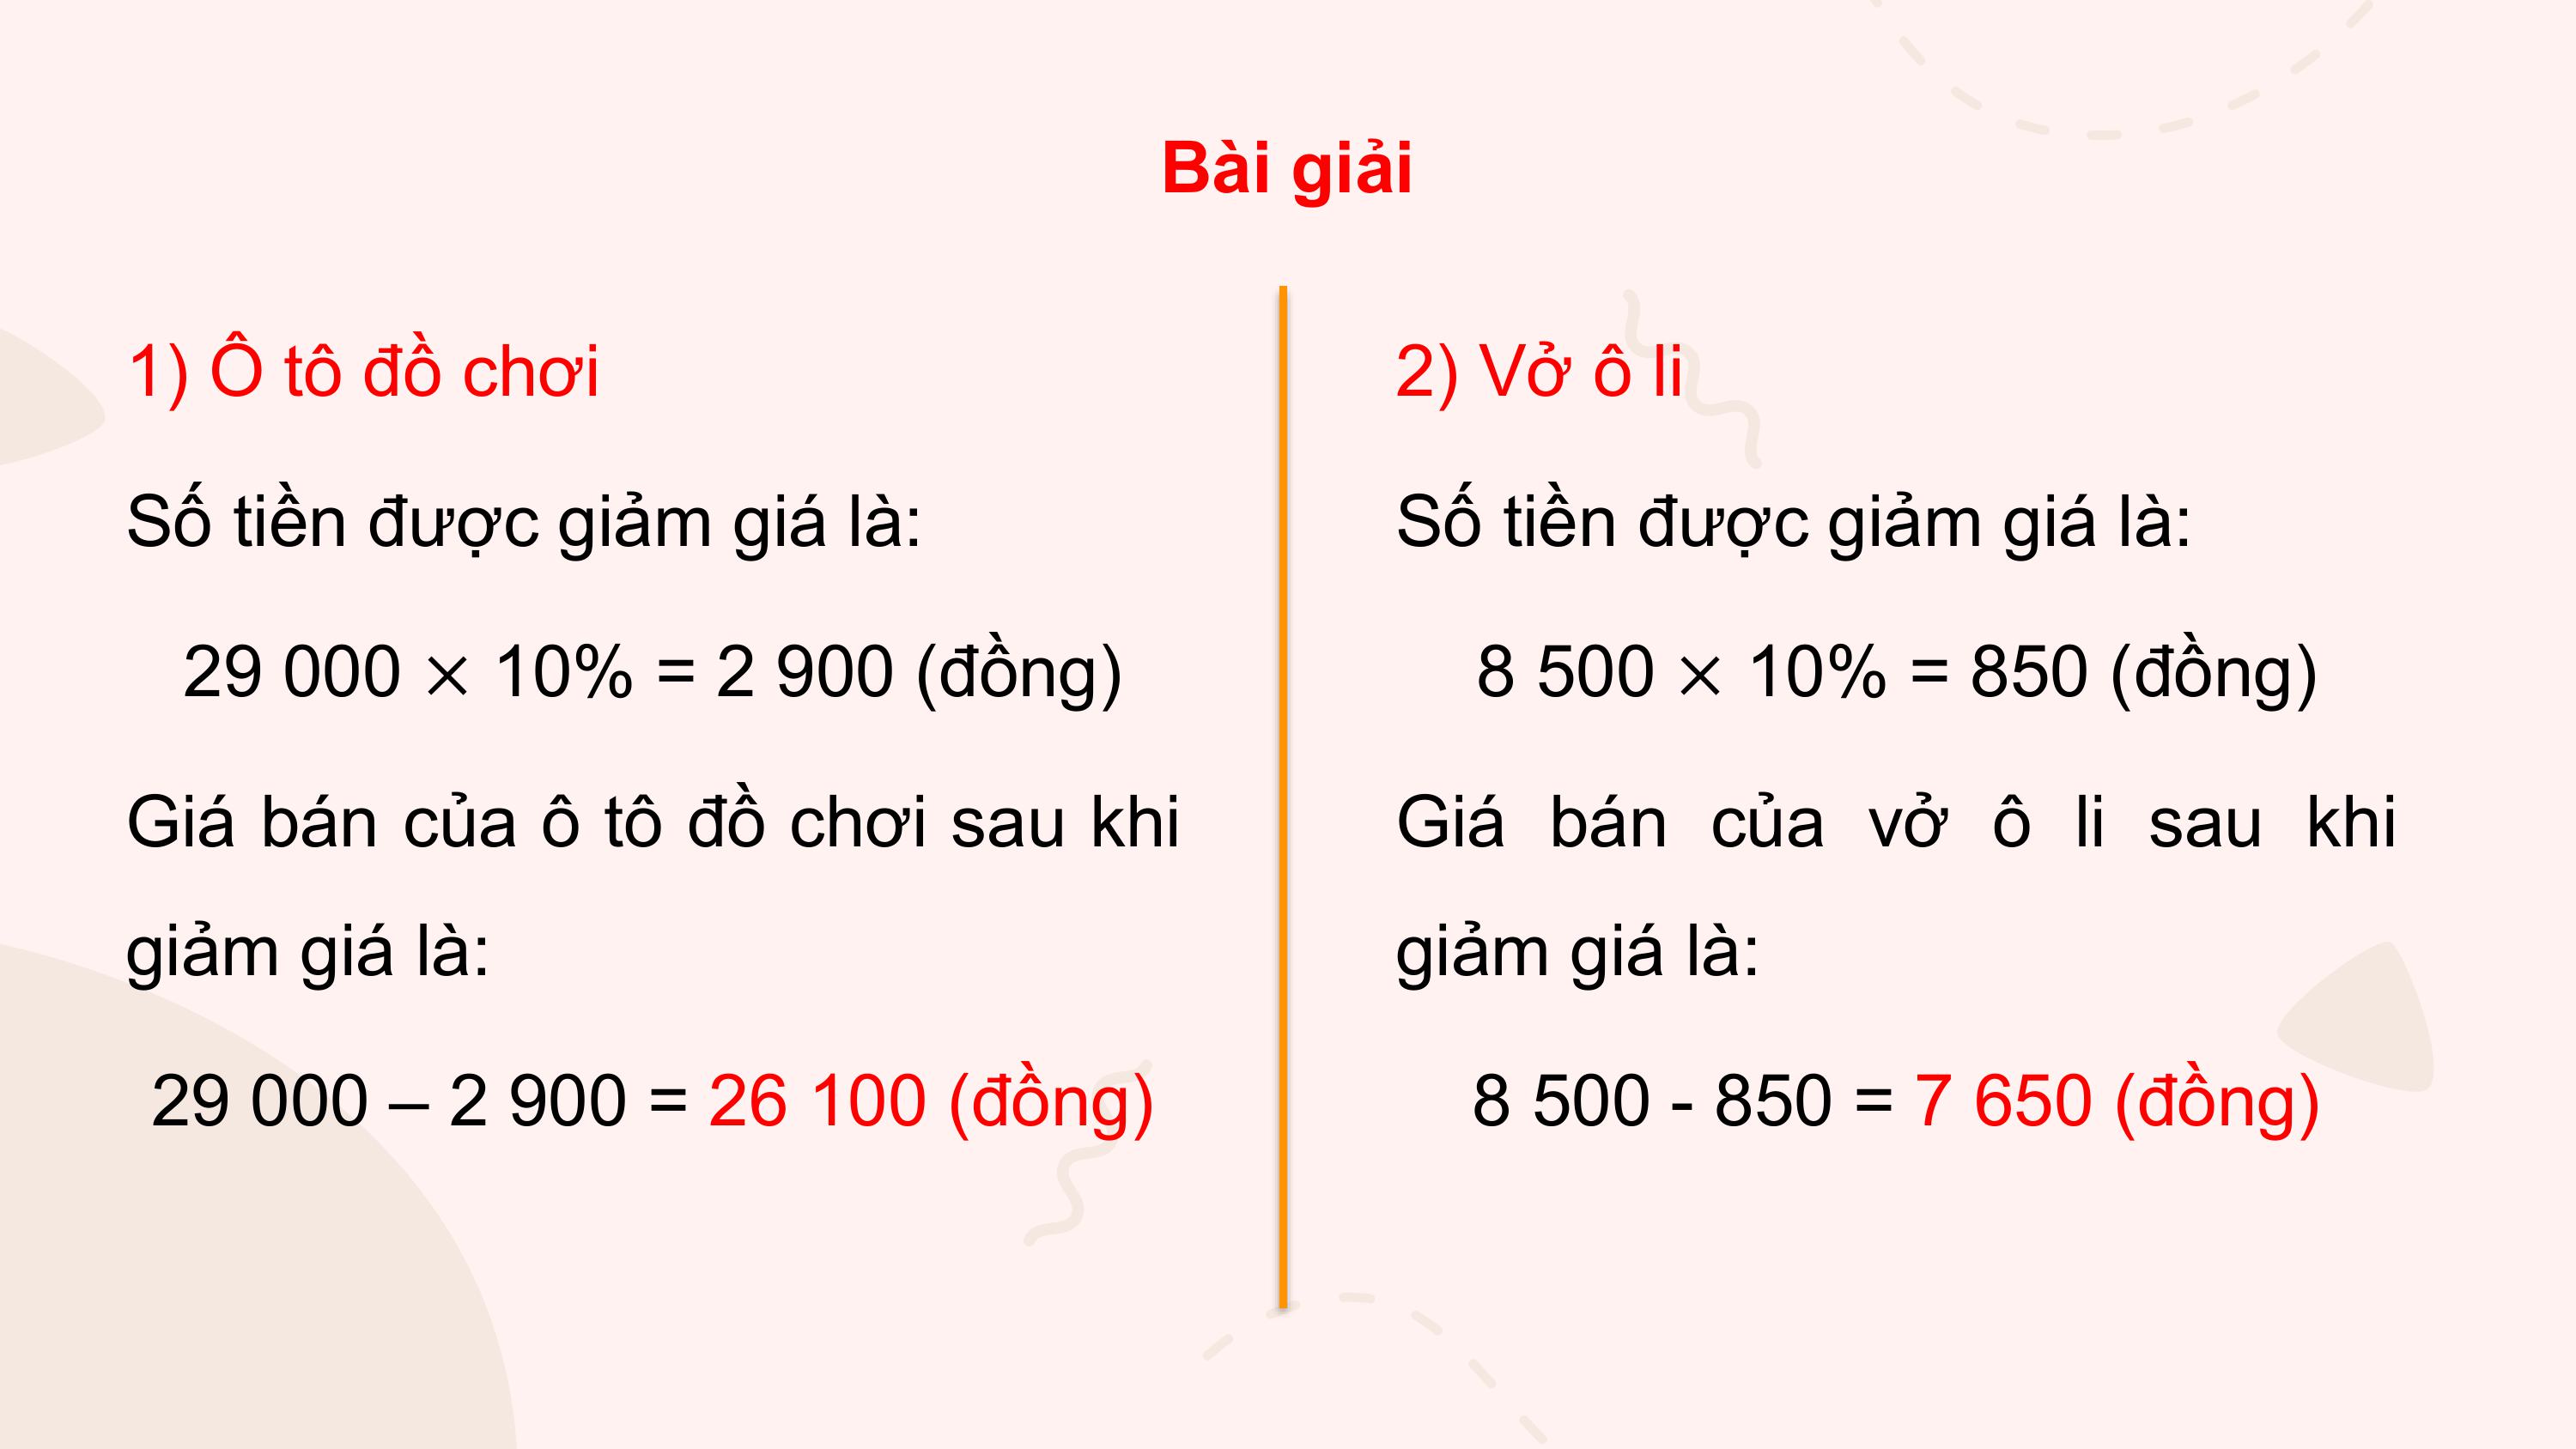 Bài giải
1) Ô tô đồ chơi
Số tiền được giảm giá là:
29 000 × 10% = 2 900 (đồng)
Giá bán của ô tô đồ chơi sau khi
giảm giá là:
29 000 – 2 900 = 26 100 (đồng)
2) Vở ô li
Số tiền được giảm giá là:
8 500 × 10% = 850 (đồng)
Giá bán của vở ô li sau khi
giảm giá là:
8 500 - 850 = 7 650 (đồng)